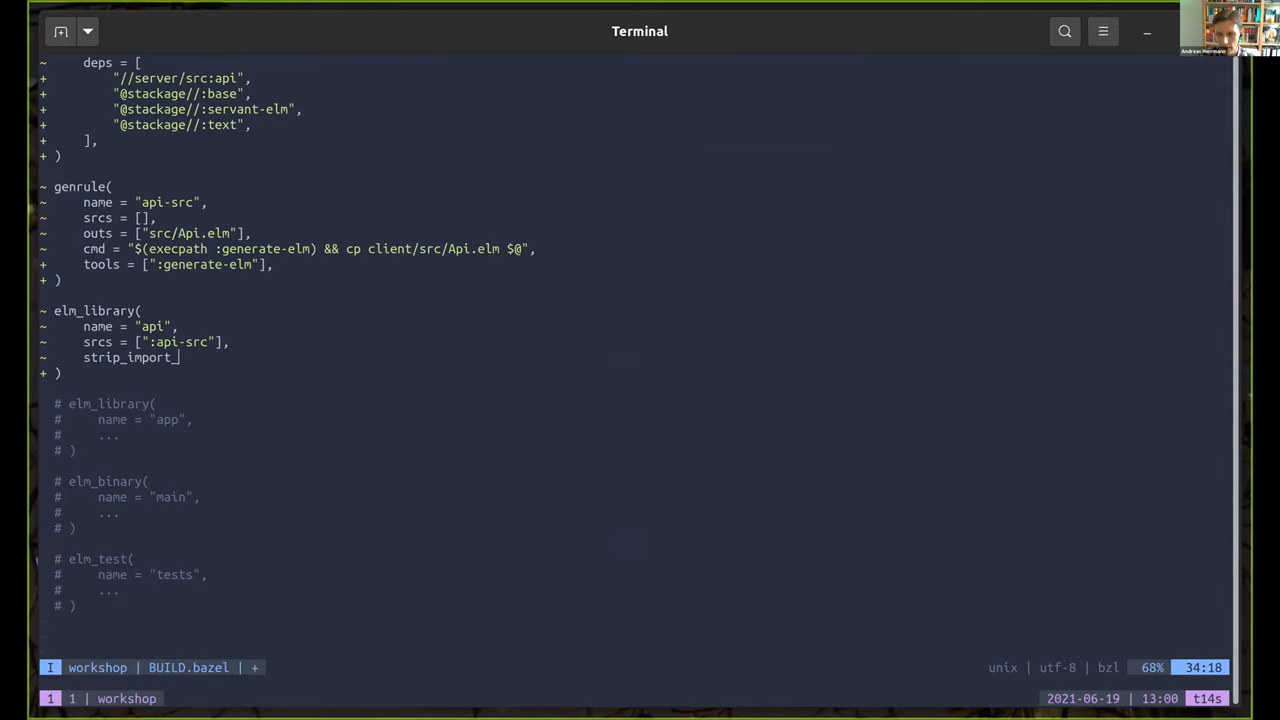 Terminal
Andreas Herrmann
~     deps = [
+         "//server/src:api",
+         "@stackage//:base",
+         "@stackage//:servant-elm",
+         "@stackage//:text",
+     ],
+ )
~ genrule(
~     name = "api-src",
~     srcs = [],
~     outs = ["src/Api.elm"],
~     cmd = "$(execpath :generate-elm) && cp client/src/Api.elm $@",
+     tools = [":generate-elm"],
+ )
~ elm_library(
~     name = "api",
~     srcs = [":api-src"],
~     strip_import_
+ )
# elm_library(
#     name = "app",
#     ...
# )
# elm_binary(
#     name = "main",
#     ...
# )
# elm_test(
#     name = "tests",
#     ...
# )
I workshop | BUILD.bazel | + unix | utf-8 | bzl 68% 34:18
1 1 | workshop 2021-06-19 | 13:00 t14s